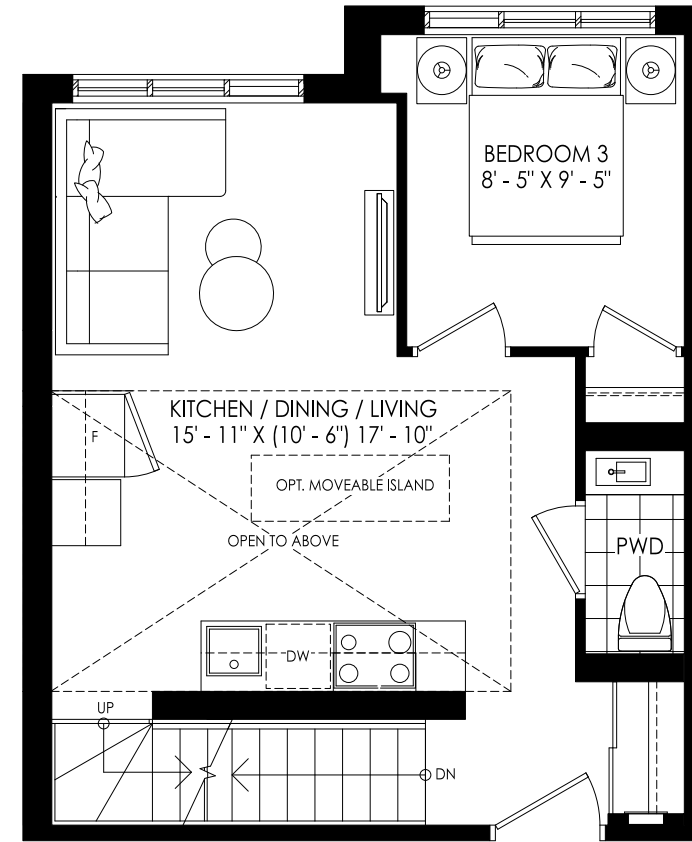 BEDROOM 3
8' - 5" X 9' - 5"
KITCHEN / DINING / LIVING
15' - 11" X (10' - 6") 17' - 10"
F
OPT. MOVEABLE ISLAND
OPEN TO ABOVE
PWD
DW
UP
DN